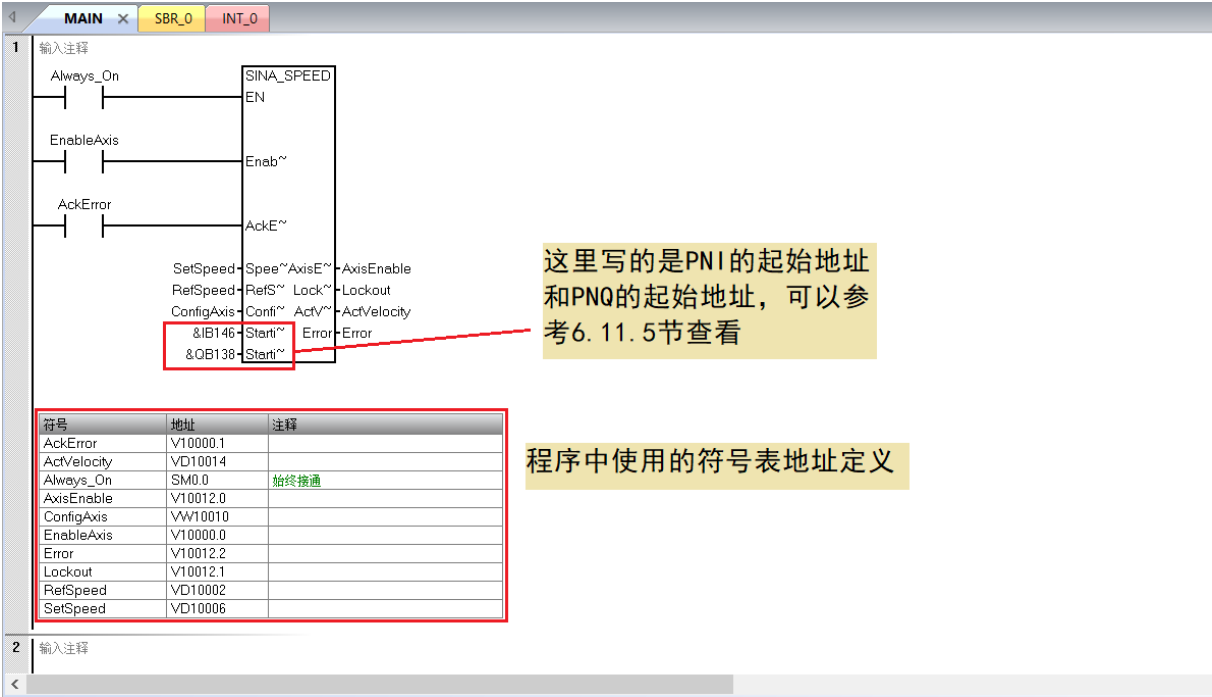 MAIN × SBR_0 INT_0
1 输入注释
Always_On SINA_SPEED
EN
EnableAxis
Enab~
AckError
AckE~
SetSpeed Spee~ AxisE~ AxisEnable
RefSpeed RefS~ Lock~ Lockout
ConfigAxis Confi~ ActV~ ActVelocity
&IB146 Starti~ Error Error
&QB138 Starti~
这里写的是PNI的起始地址
和PNQ的起始地址，可以参
考6.11.5节查看
符号 地址 注释
AckError V10000.1
ActVelocity VD10014
Always_On SM0.0 始终接通
AxisEnable V10012.0
ConfigAxis VW10010
EnableAxis V10000.0
Error V10012.2
Lockout V10012.1
RefSpeed VD10002
SetSpeed VD10006
程序中使用的符号表地址定义
2 输入注释